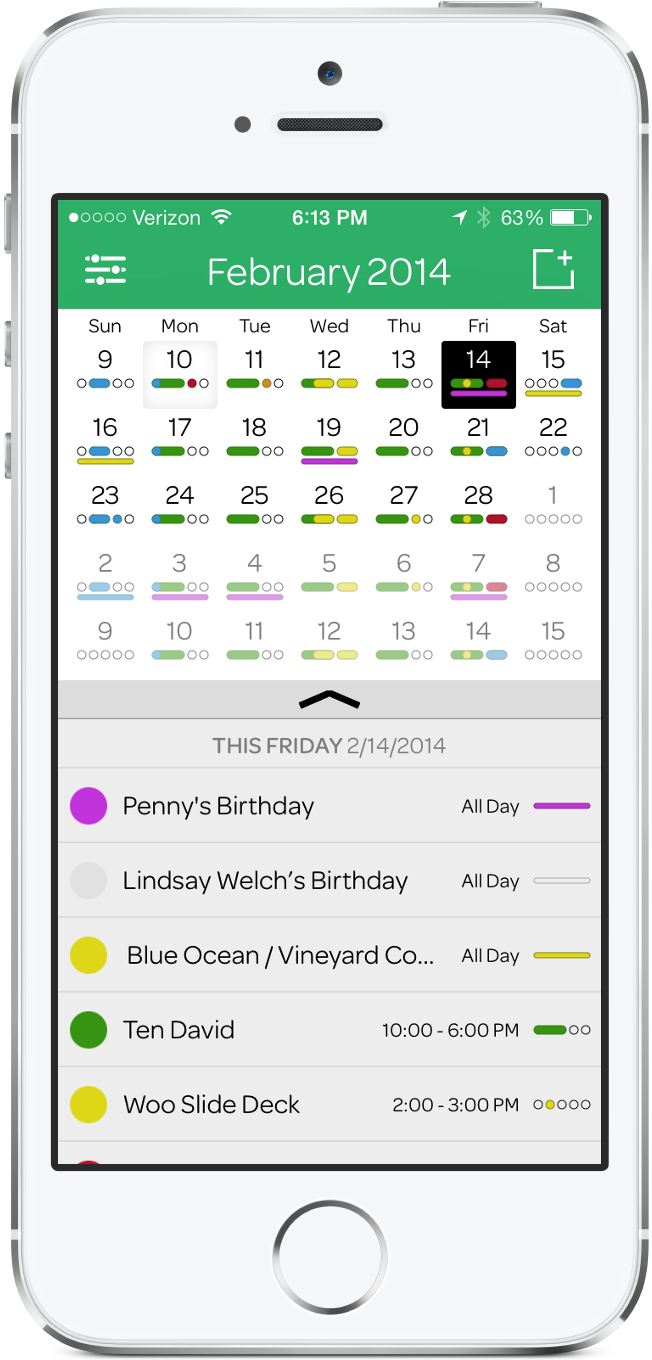 Verizon 6:13 PM 63%
February 2014
Sun Mon Tue Wed Thu Fri Sat
9 10 11 12 13 14 15
16 17 18 19 20 21 22
23 24 25 26 27 28 1
2 3 4 5 6 7 8
9 10 11 12 13 14 15
THIS FRIDAY 2/14/2014
Penny's Birthday All Day
Lindsay Welch’s Birthday All Day
Blue Ocean / Vineyard Co... All Day
Ten David 10:00 - 6:00 PM
Woo Slide Deck 2:00 - 3:00 PM